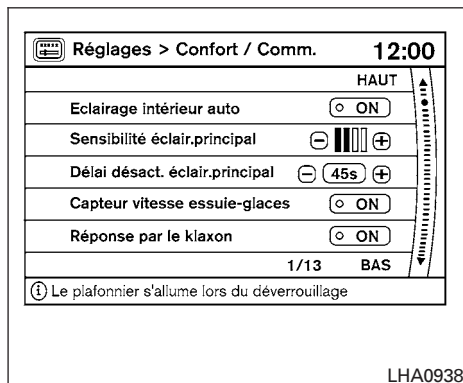 Réglages > Confort / Comm. 12:00
HAUT
Eclairage intérieur auto ON
Sensibilité éclair.principal
Délai désact. éclair.principal 45s
Capteur vitesse essuie-glaces ON
Réponse par le klaxon ON
1/13 BAS
Le plafonnier s'allume lors du déverrouillage
LHA0938